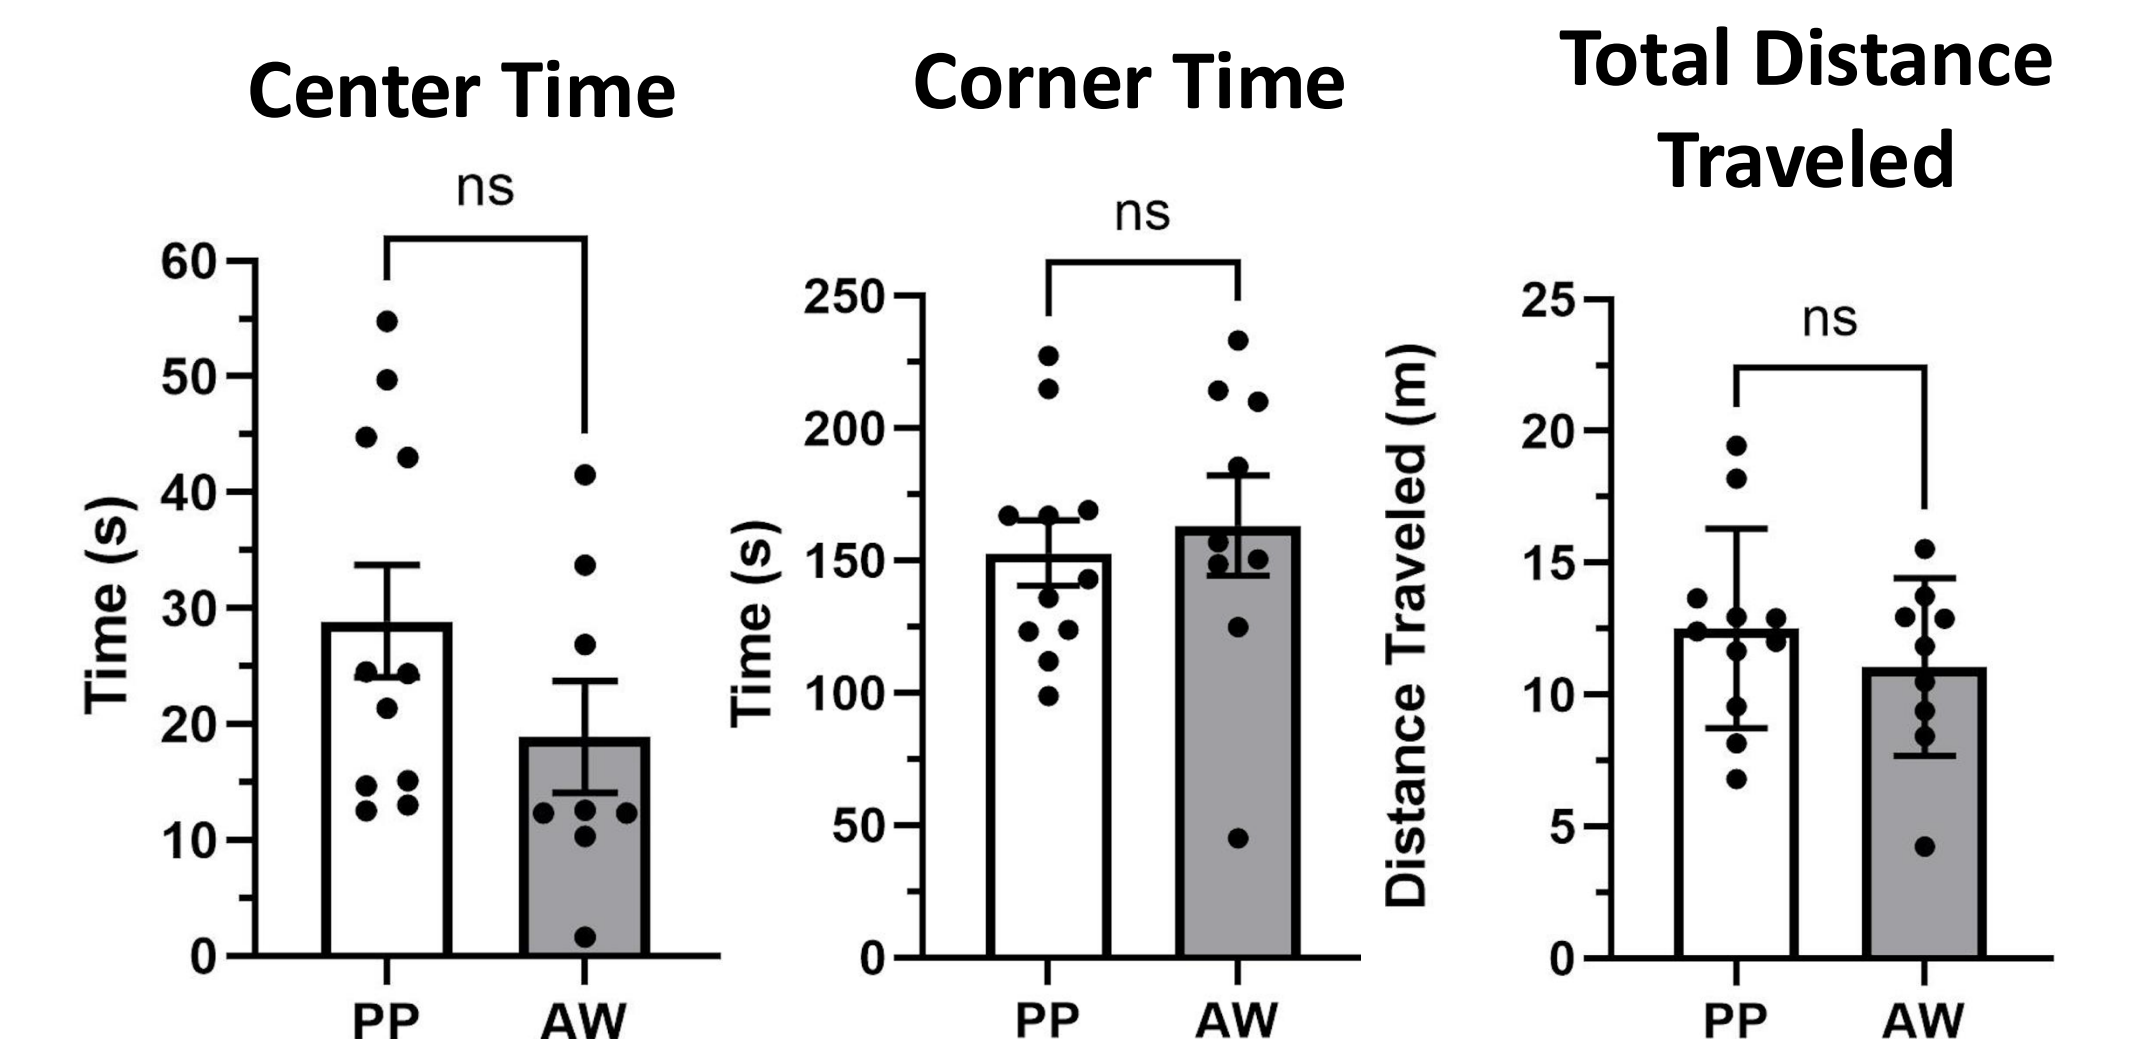 Center Time
ns
60
50
40
30
20
10
0
Time (s)
PP
AW
Corner Time
ns
250
200
150
100
50
0
Time (s)
PP
AW
Total Distance
Traveled
ns
25
20
15
10
5
0
Distance Traveled (m)
PP
AW